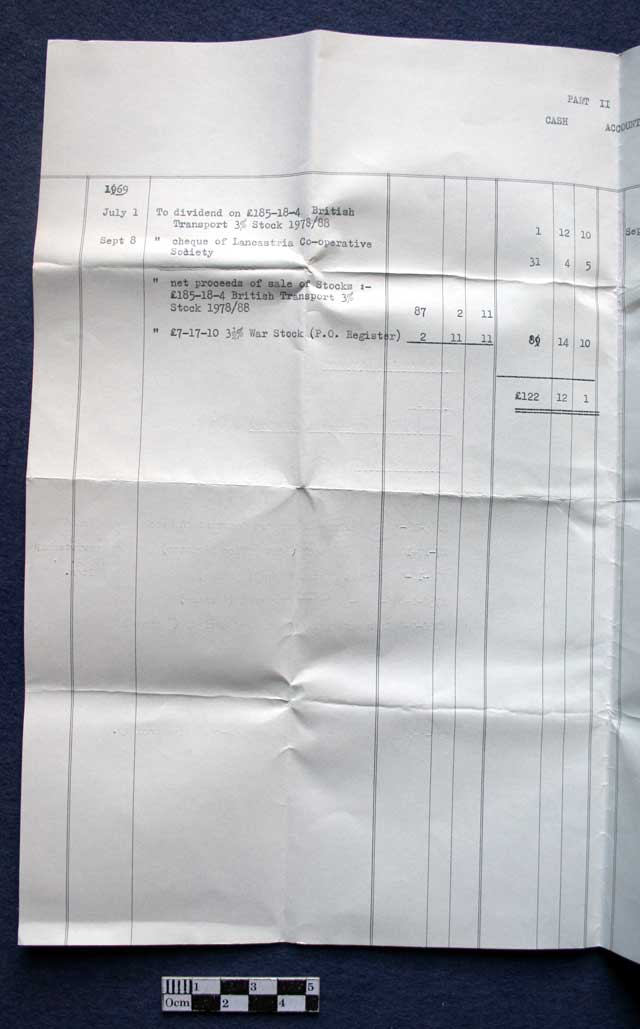 PART II
CASH ACCOUNT
1969
July 1 To dividend on £185-18-4 British
Transport 3% Stock 1978/88 1 12 10
Sept 8 " cheque of Lancastria Co-operative
Society 31 4 5
" net proceeds of sale of Stocks :-
£185-18-4 British Transport 3%
Stock 1978/88 87 2 11
" £7-17-10 3½% War Stock (P.O. Register) 2 11 11 89 14 10
£122 12 1
0cm 1 2 3 4 5